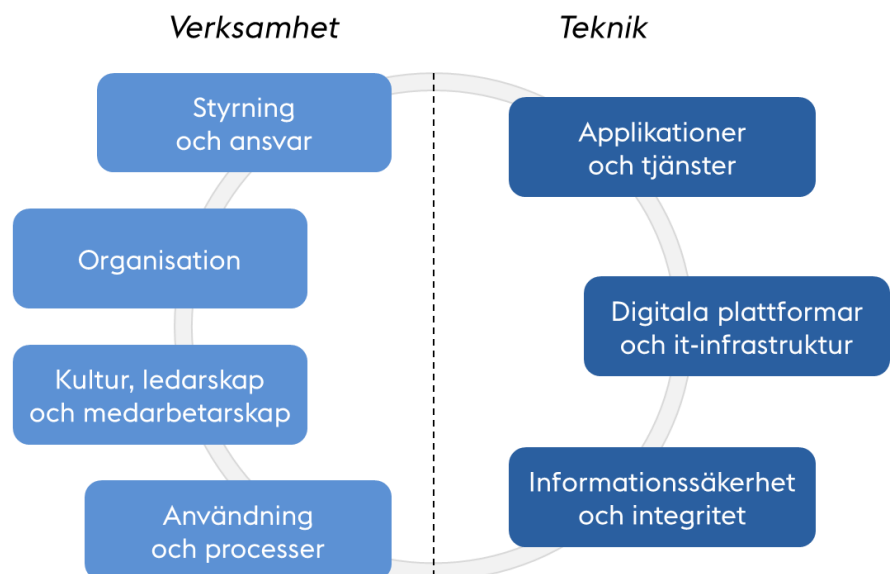 Verksamhet
Teknik
Styrning
och ansvar
Organisation
Kultur, ledarskap
och medarbetarskap
Användning
och processer
Applikationer
och tjänster
Digitala plattformar
och it-infrastruktur
Informationssäkerhet
och integritet